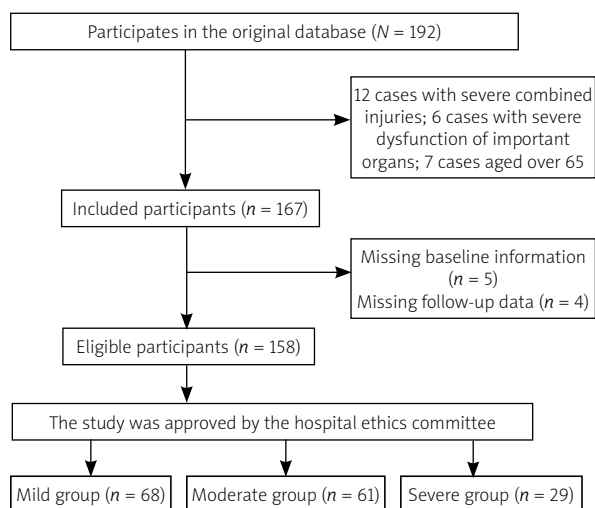 Participates in the original database (N = 192)
12 cases with severe combined
injuries; 6 cases with severe
dysfunction of important
organs; 7 cases aged over 65
Included participants (n = 167)
Missing baseline information
(n = 5)
Missing follow-up data (n = 4)
Eligible participants (n = 158)
The study was approved by the hospital ethics committee
Mild group (n = 68)
Moderate group (n = 61)
Severe group (n = 29)